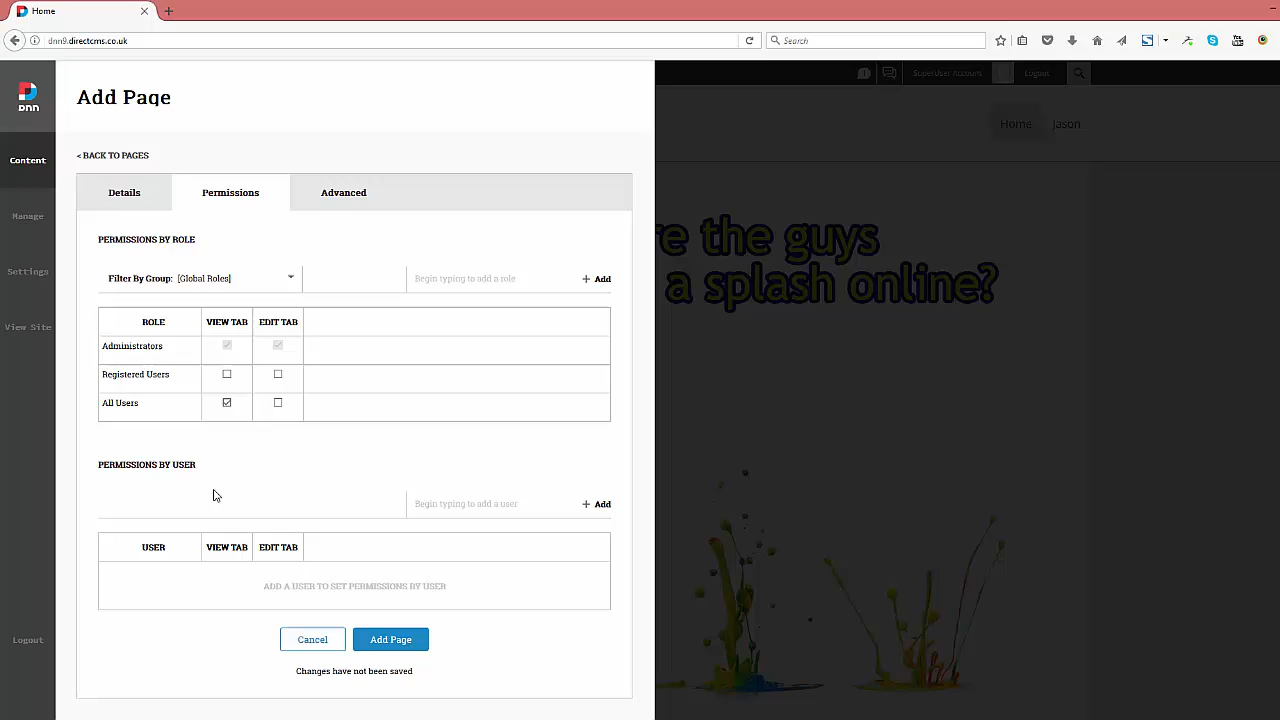 Home
dnn9.directcms.co.uk
Search
DNN
Add Page
SuperUser Account
Logout
Content
Home
Jason
< BACK TO PAGES
Details
Permissions
Advanced
Manage
re the guys
PERMISSIONS BY ROLE
Settings
Filter By Group: [Global Roles]
Begin typing to add a role
+ Add
a splash online?
ROLE
VIEW TAB
EDIT TAB
View Site
Administrators
Registered Users
All Users
PERMISSIONS BY USER
Begin typing to add a user
+ Add
USER
VIEW TAB
EDIT TAB
ADD A USER TO SET PERMISSIONS BY USER
Logout
Cancel
Add Page
Changes have not been saved